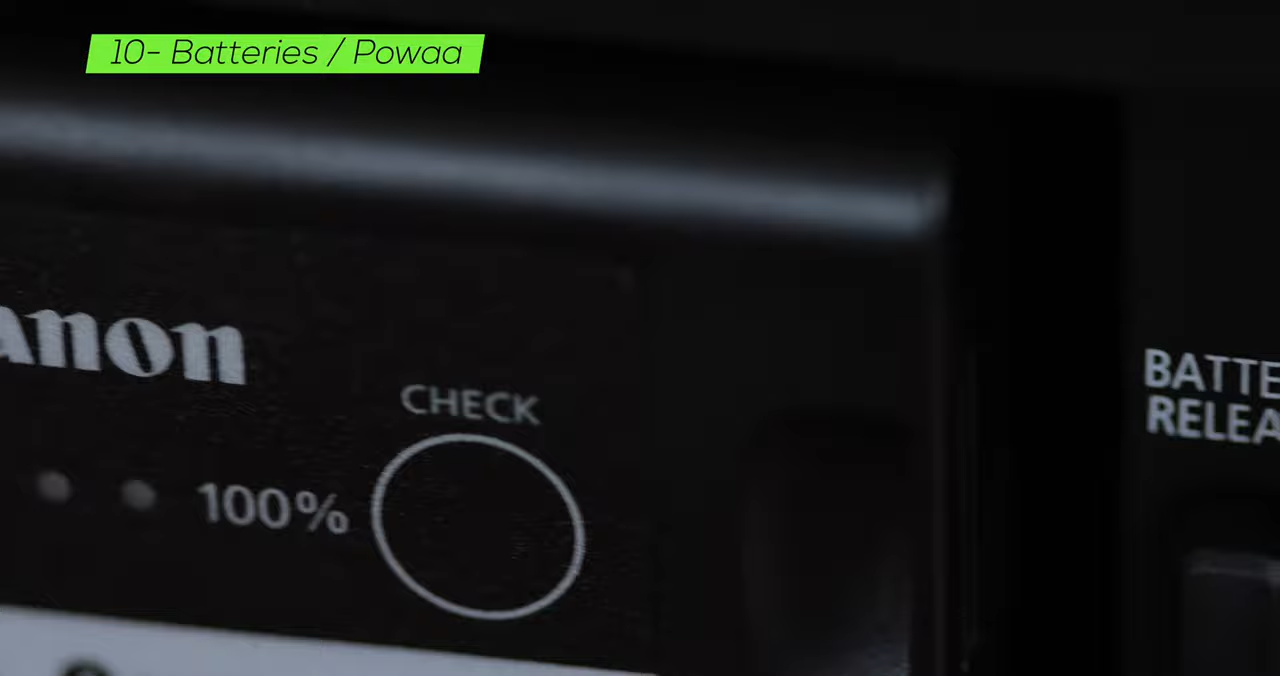 10- Batteries / Powaa
anon
CHECK
100%
BATTE
RELEA